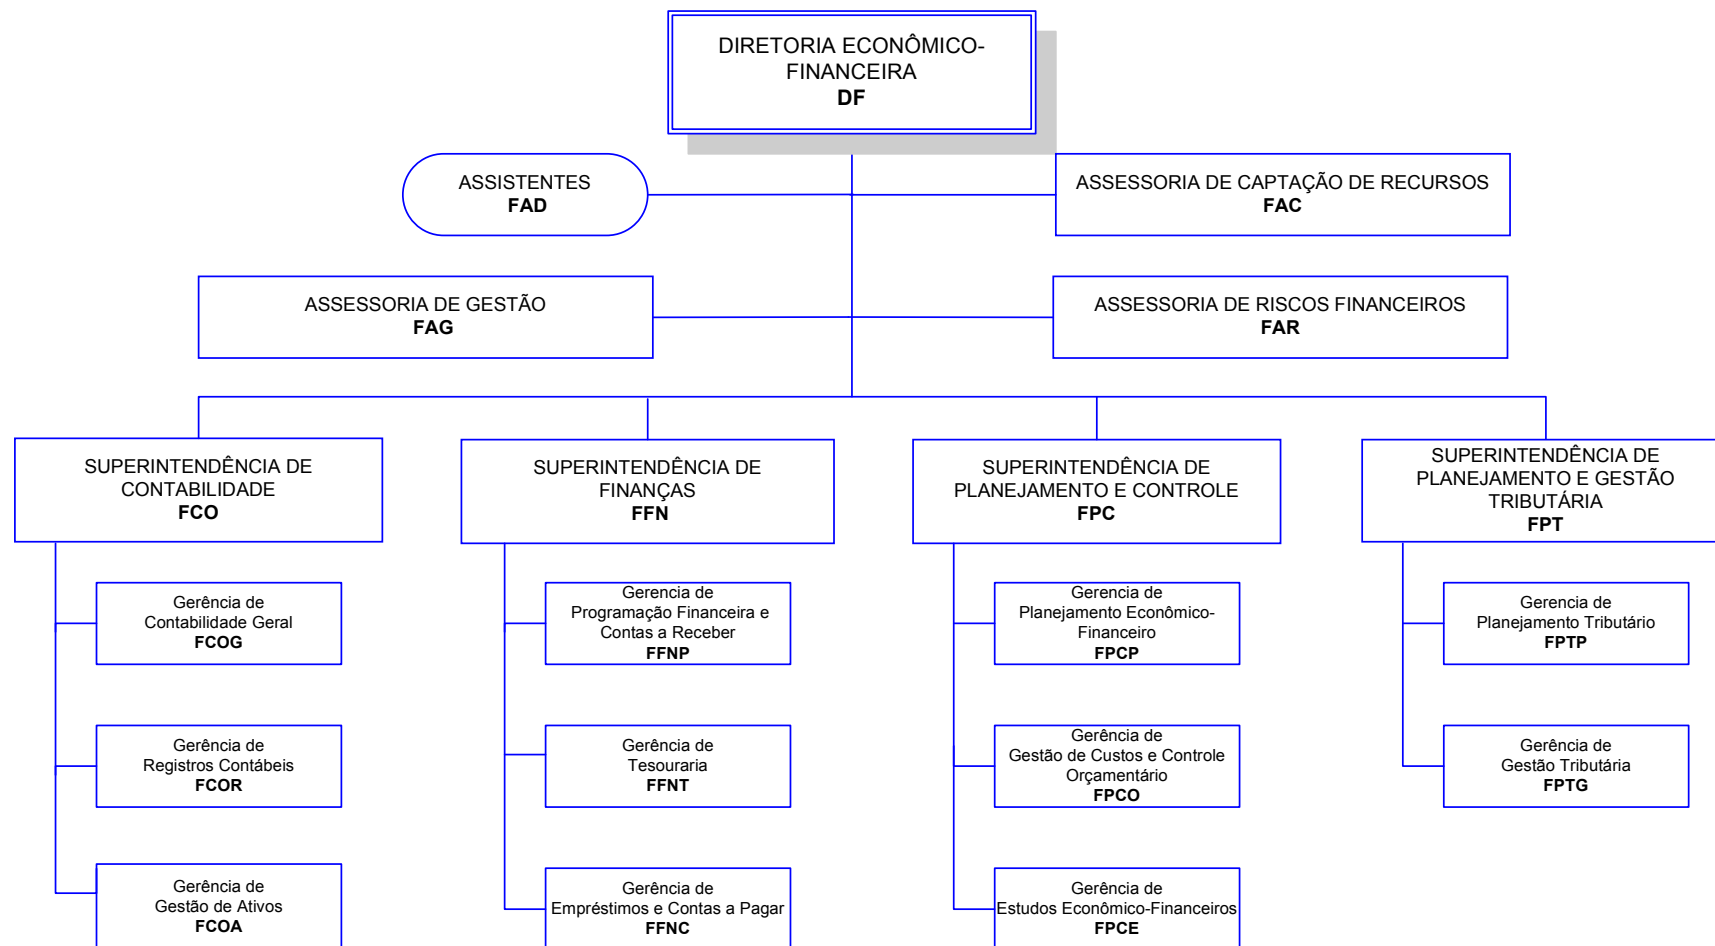 DIRETORIA ECONÔMICO-
FINANCEIRA
DF
ASSISTENTES
FAD
ASSESSORIA DE CAPTAÇÃO DE RECURSOS
FAC
ASSESSORIA DE GESTÃO
FAG
ASSESSORIA DE RISCOS FINANCEIROS
FAR
SUPERINTENDÊNCIA DE
CONTABILIDADE
FCO
SUPERINTENDÊNCIA DE
FINANÇAS
FFN
SUPERINTENDÊNCIA DE
PLANEJAMENTO E CONTROLE
FPC
SUPERINTENDÊNCIA DE
PLANEJAMENTO E GESTÃO
TRIBUTÁRIA
FPT
Gerência de
Contabilidade Geral
FCOG
Gerência de
Programação Financeira e
Contas a Receber
FFNP
Gerencia de
Planejamento Econômico-
Financeiro
FPCP
Gerencia de
Planejamento Tributário
FPTP
Gerência de
Registros Contábeis
FCOR
Gerência de
Tesouraria
FFNT
Gerência de
Gestão de Custos e Controle
Orçamentário
FPCO
Gerência de
Gestão Tributária
FPTG
Gerência de
Gestão de Ativos
FCOA
Gerência de
Empréstimos e Contas a Pagar
FFNC
Gerência de
Estudos Econômico-Financeiros
FPCE